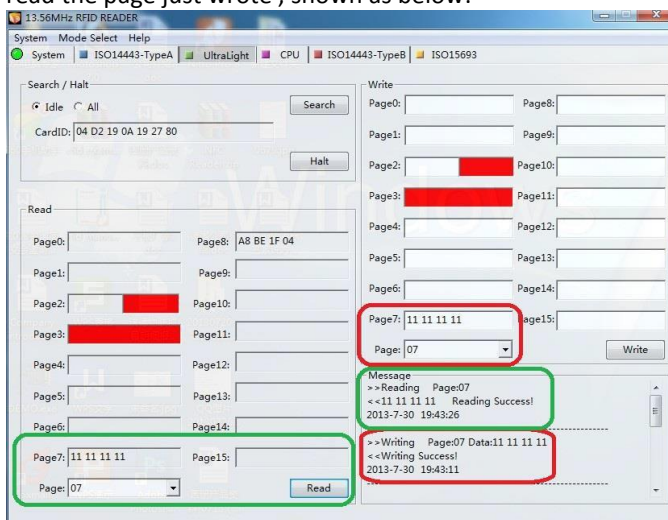 read the page just wrote , shown as below:
13.56MHz RFID READER
System Mode Select Help
System ISO14443-TypeA UltraLight CPU ISO14443-TypeB ISO15693
Search / Halt
Idle All Search
CardID: 04 D2 19 0A 19 27 80
Halt
Read
Page0: Page8: A8 BE 1F 04
Page1: Page9:
Page2: Page10:
Page3: Page11:
Page4: Page12:
Page5: Page13:
Page6: Page14:
Page7: 11 11 11 11 Page15:
Page: 07 Read
Write
Page0: Page8:
Page1: Page9:
Page2: Page10:
Page3: Page11:
Page4: Page12:
Page5: Page13:
Page6: Page14:
Page7: 11 11 11 11 Page15:
Page: 07 Write
Message
>>Reading Page:07
<<11 11 11 11 Reading Success!
2013-7-30 19:43:26
>>Writing Page:07 Data:11 11 11 11
<<Writing Success!
2013-7-30 19:43:11